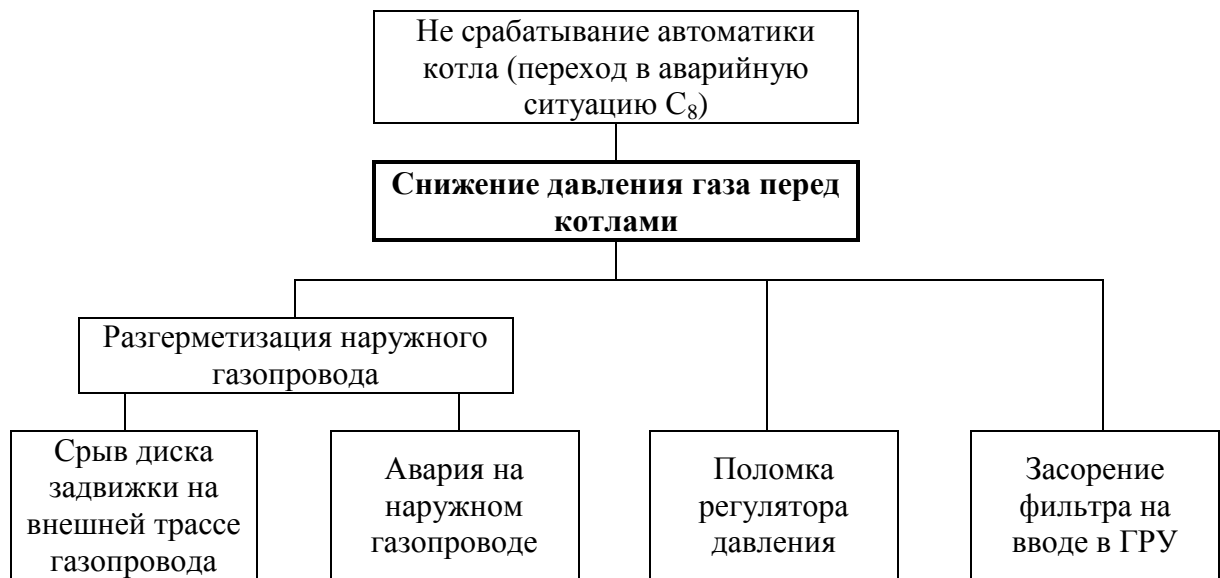 Не срабатывание автоматики
котла (переход в аварийную
ситуацию С₈)
Снижение давления газа перед
котлами
Разгерметизация наружного
газопровода
Срыв диска
задвижки на
внешней трассе
газопровода
Авария на
наружном
газопроводе
Поломка
регулятора
давления
Засорение
фильтра на
вводе в ГРУ